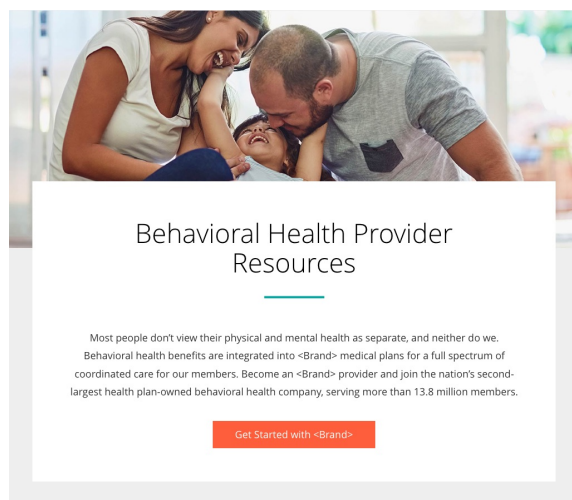 Behavioral Health Provider
Resources
Most people don’t view their physical and mental health as separate, and neither do we.
Behavioral health benefits are integrated into <Brand> medical plans for a full spectrum of
coordinated care for our members. Become an <Brand> provider and join the nation’s second-
largest health plan-owned behavioral health company, serving more than 13.8 million members.
Get Started with <Brand>